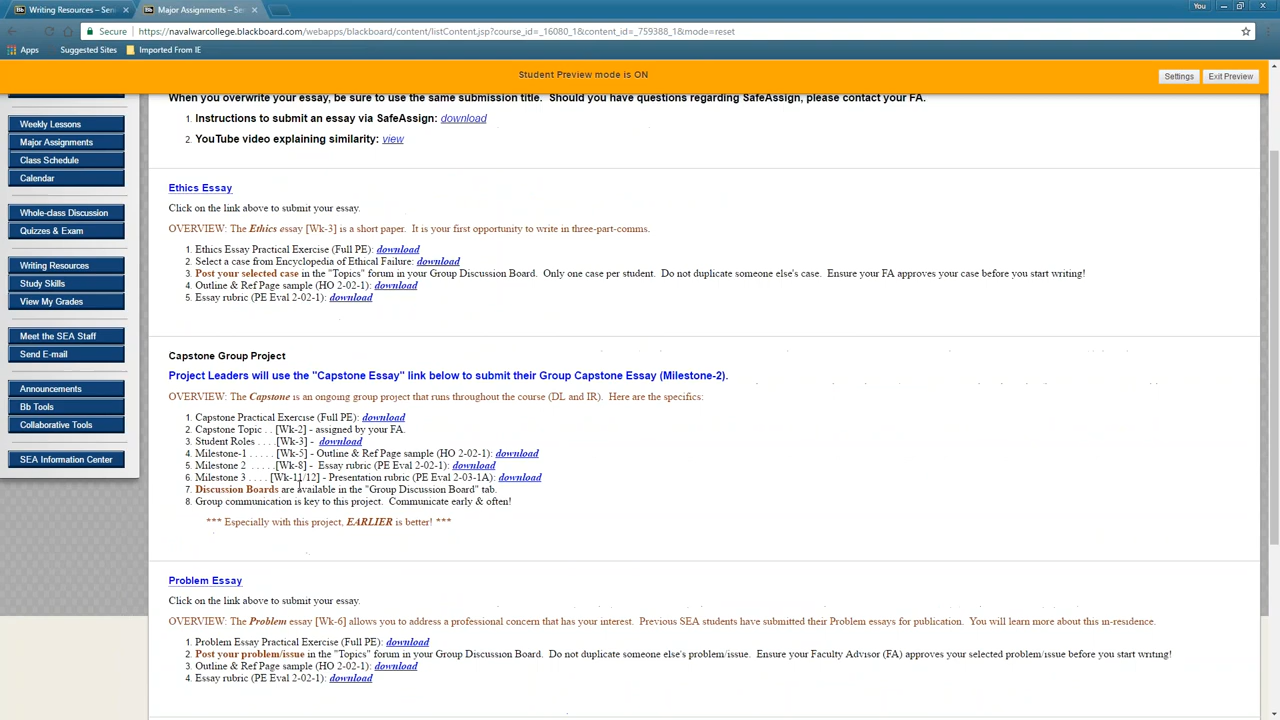 Writing Resources – Sen
Major Assignments – Sen
You
Secure
https://navalwarcollege.blackboard.com/webapps/blackboard/content/listContent.jsp?course_id=_16080_1&content_id=_759388_1&mode=reset
Apps
Suggested Sites
Imported From IE
Student Preview mode is ON
Settings
Exit Preview
When you overwrite your essay, be sure to use the same submission title. Should you have questions regarding SafeAssign, please contact your FA.
1. Instructions to submit an essay via SafeAssign: download
2. YouTube video explaining similarity: view
Weekly Lessons
Major Assignments
Class Schedule
Calendar
Whole-class Discussion
Quizzes & Exam
Writing Resources
Study Skills
View My Grades
Meet the SEA Staff
Send E-mail
Announcements
Bb Tools
Collaborative Tools
SEA Information Center
Ethics Essay
Click on the link above to submit your essay.
OVERVIEW: The Ethics essay [Wk-3] is a short paper. It is your first opportunity to write in three-part-comms.
1. Ethics Essay Practical Exercise (Full PE): download
2. Select a case from Encyclopedia of Ethical Failure: download
3. Post your selected case in the "Topics" forum in your Group Discussion Board. Only one case per student. Do not duplicate someone else's case. Ensure your FA approves your case before you start writing!
4. Outline & Ref Page sample (HO 2-02-1): download
5. Essay rubric (PE Eval 2-02-1): download
Capstone Group Project
Project Leaders will use the "Capstone Essay" link below to submit their Group Capstone Essay (Milestone-2).
OVERVIEW: The Capstone is an ongoing group project that runs throughout the course (DL and IR). Here are the specifics:
1. Capstone Practical Exercise (Full PE): download
2. Capstone Topic . . [Wk-2] - assigned by your FA.
3. Student Roles . . . . [Wk-3] - download
4. Milestone-1 . . . [Wk-5] - Outline & Ref Page sample (HO 2-02-1): download
5. Milestone 2 . . . . .[Wk-8] - Essay rubric (PE Eval 2-02-1): download
6. Milestone 3 . . . . [Wk-11/12] - Presentation rubric (PE Eval 2-03-1A): download
7. Discussion Boards are available in the "Group Discussion Board" tab.
8. Group communication is key to this project. Communicate early & often!
*** Especially with this project, EARLIER is better! ***
Problem Essay
Click on the link above to submit your essay.
OVERVIEW: The Problem essay [Wk-6] allows you to address a professional concern that has your interest. Previous SEA students have submitted their Problem essays for publication. You will learn more about this in-residence.
1. Problem Essay Practical Exercise (Full PE): download
2. Post your problem/issue in the "Topics" forum in your Group Discussion Board. Do not duplicate someone else's problem/issue. Ensure your Faculty Advisor (FA) approves your selected problem/issue before you start writing!
3. Outline & Ref Page sample (HO 2-02-1): download
4. Essay rubric (PE Eval 2-02-1): download